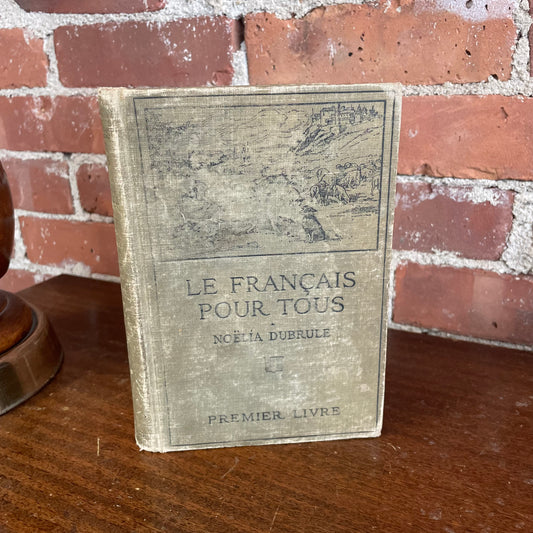 LE FRANÇAIS
POUR TOUS
NOËLIA DUBRULE
PREMIER LIVRE